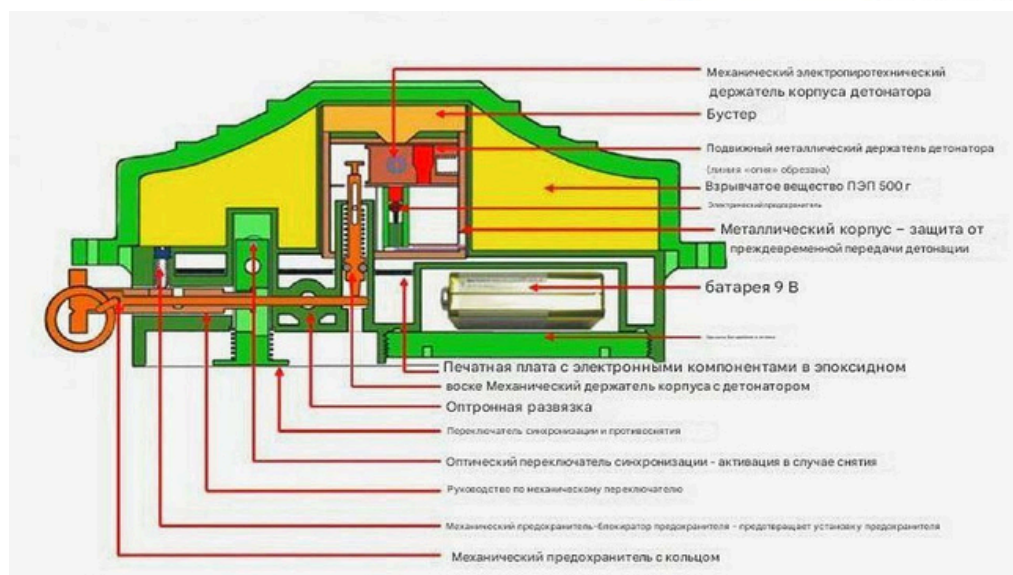 Механический электропиротехнический
держатель корпуса детонатора
Бустер
Подвижный металлический держатель детонатора
(линия «огня» обрезана)
Взрывчатое вещество ПЭП 500 г
Электрический предохранитель
Металлический корпус – защита от
преждевременной передачи детонации
батарея 9 В
Печатная плата с электронными компонентами в эпоксидном
воске Механический держатель корпуса с детонатором
Оптронная развязка
Переключатель синхронизации и противоснятия
Оптический переключатель синхронизации - активация в случае снятия
Руководство по механическому переключателю
Механический предохранитель-блокиратор предохранителя - предотвращает установку предохранителя
Механический предохранитель с кольцом